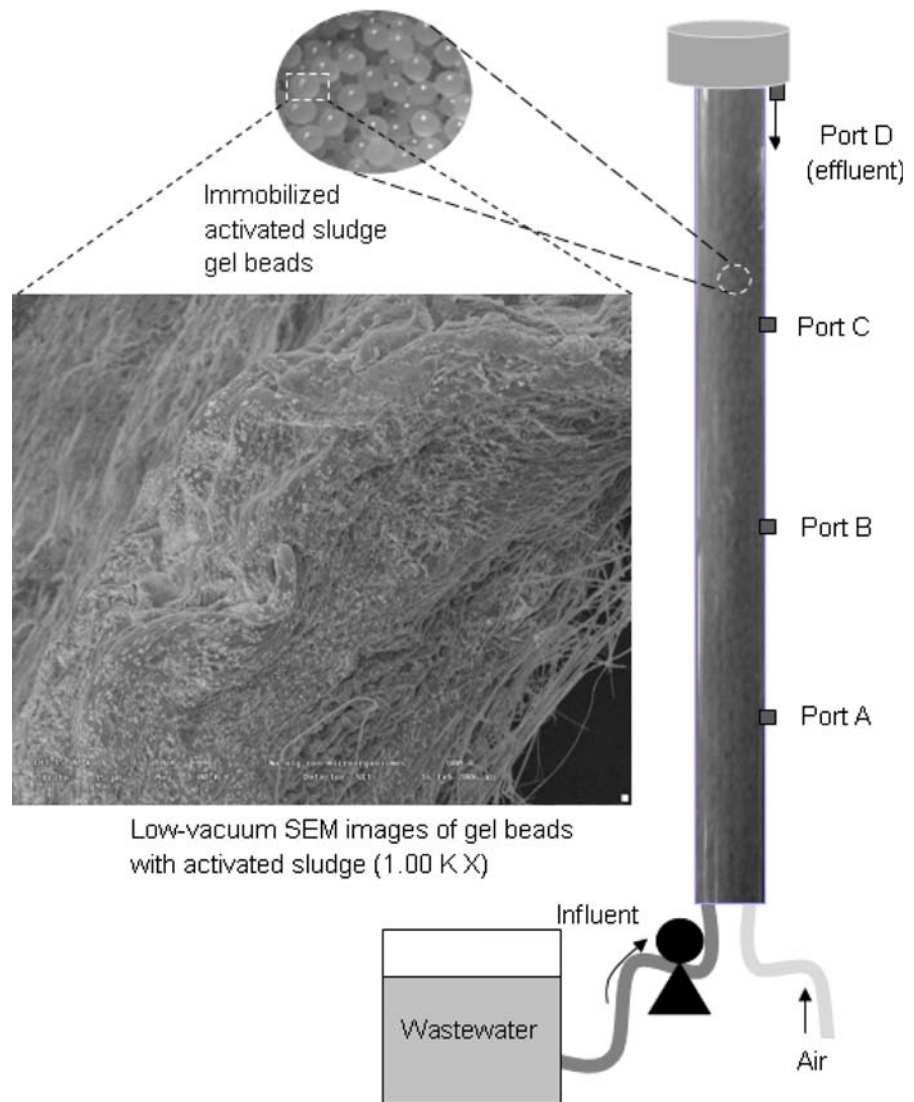 Port D
(effluent)
Immobilized
activated sludge
gel beads
Port C
Port B
Port A
Low-vacuum SEM images of gel beads
with activated sludge (1.00 K X)
Influent
Wastewater
Air